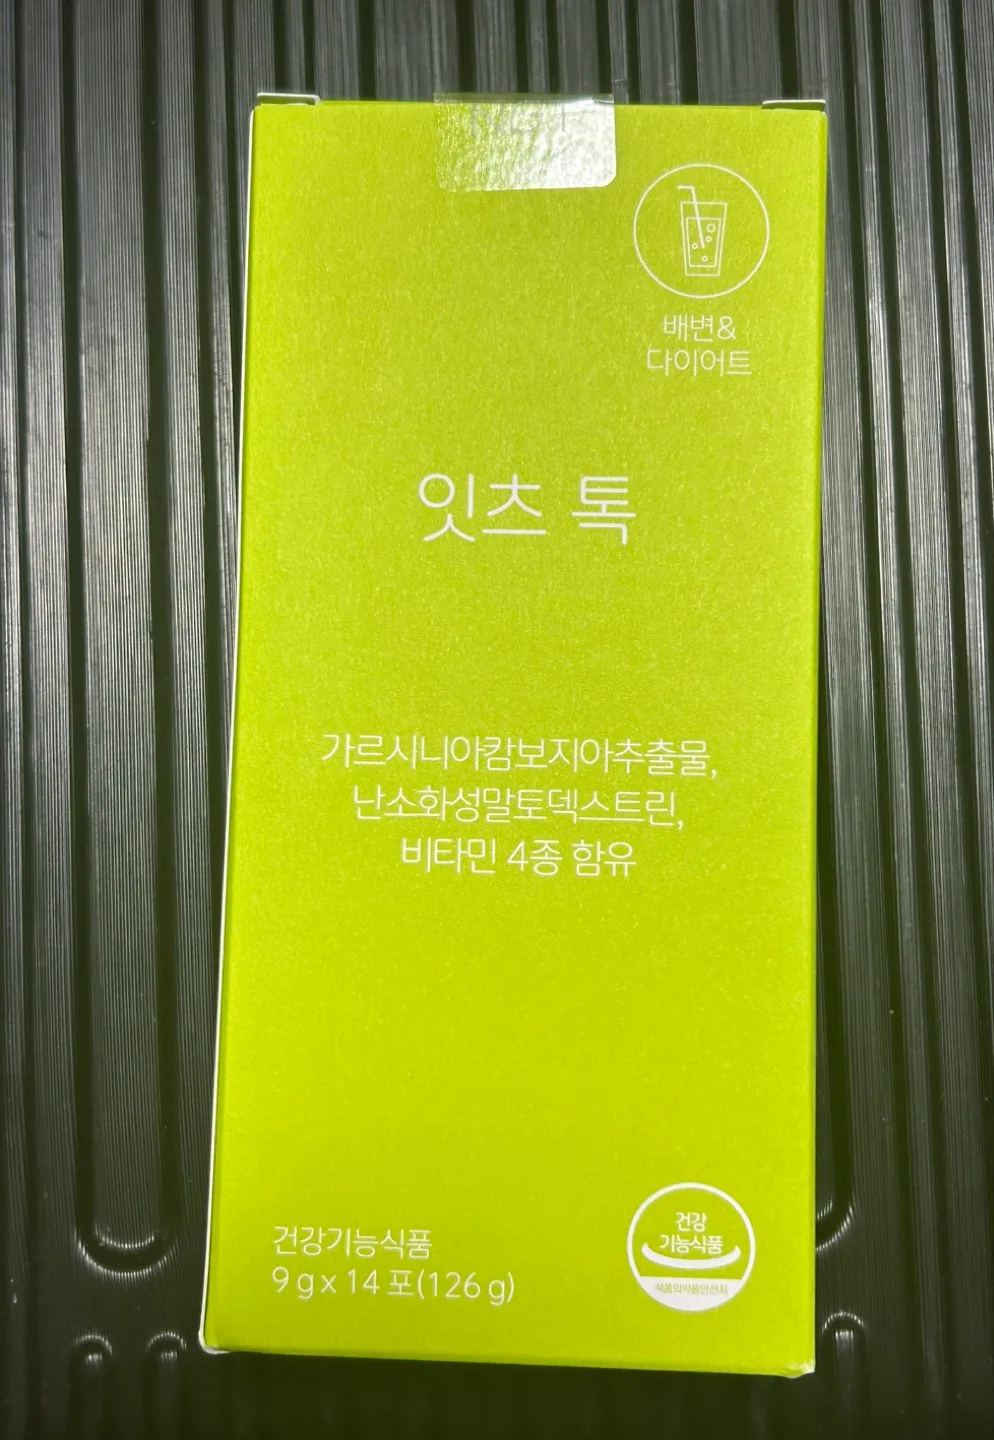 배변&
다이어트
잇츠 톡
가르시니아캄보지아추출물,
난소화성말토덱스트린,
비타민 4종 함유
건강기능식품
9 g x 14 포(126 g)
건강
기능식품
식품의약품안전처